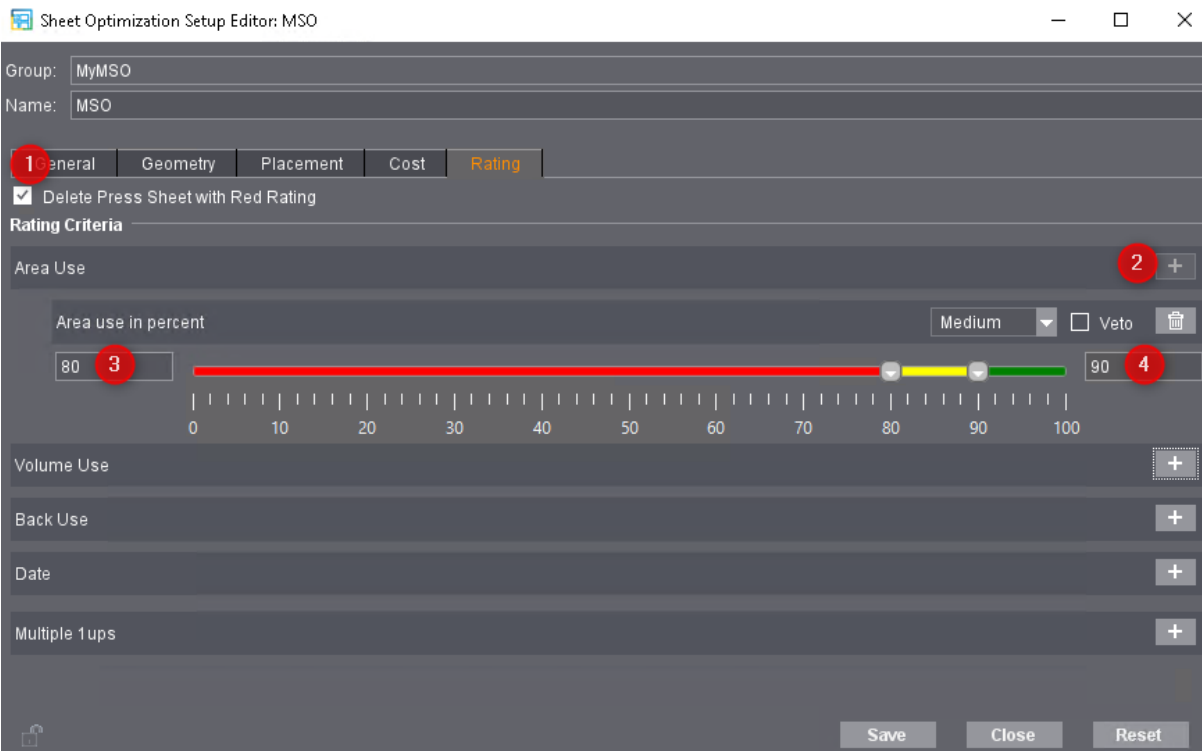 Sheet Optimization Setup Editor: MSO
Group: MyMSO
Name: MSO
1 General Geometry Placement Cost Rating
Delete Press Sheet with Red Rating
Rating Criteria
Area Use 2 +
Area use in percent Medium Veto
80 3 90 4
0 10 20 30 40 50 60 70 80 90 100
Volume Use +
Back Use +
Date +
Multiple 1ups +
Save Close Reset